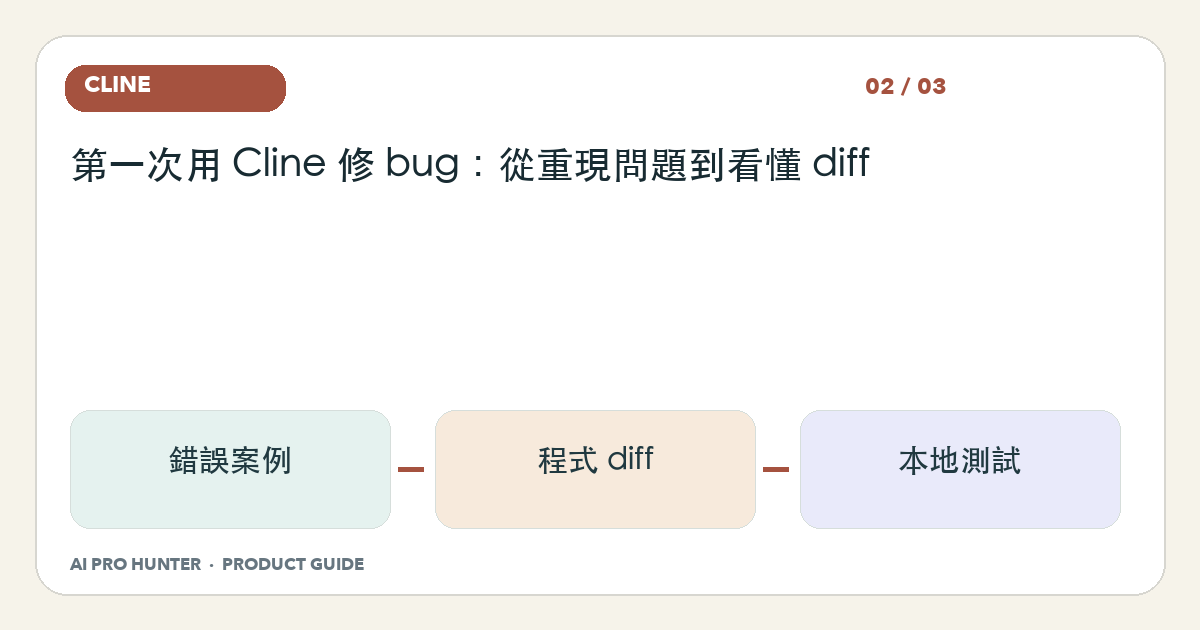 CLINE
02 / 03
第一次用 Cline 修 bug：從重現問題到看懂 diff
錯誤案例
程式 diff
本地測試
AI PRO HUNTER · PRODUCT GUIDE